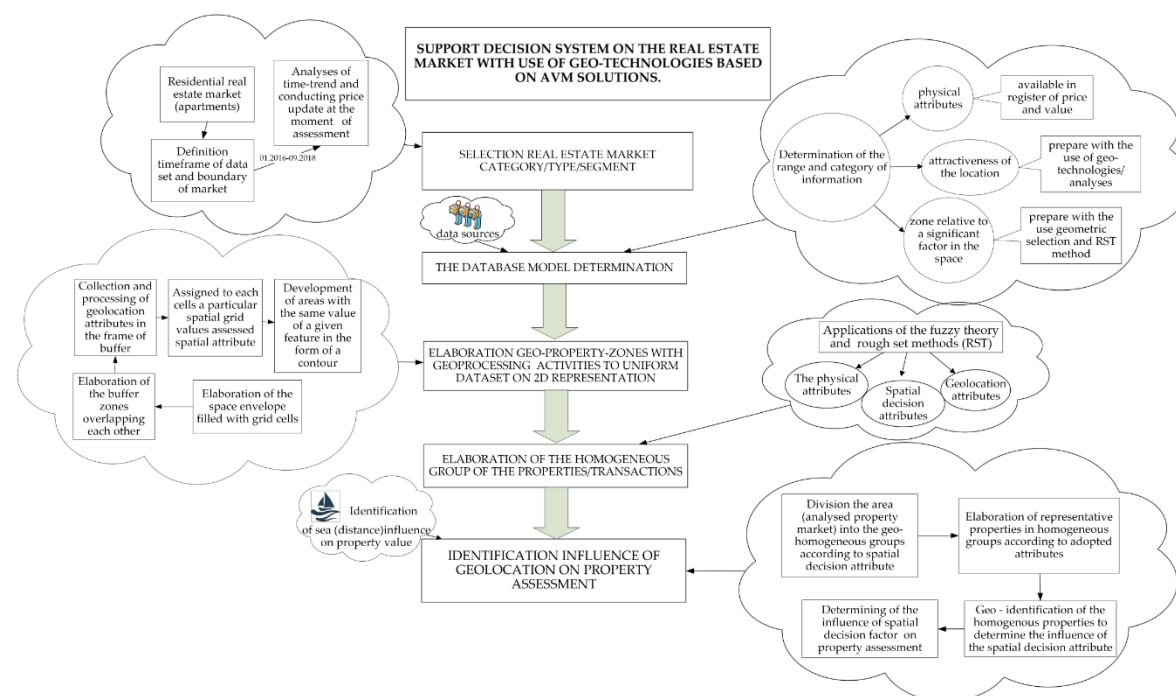 SUPPORT DECISION SYSTEM ON THE REAL ESTATE
MARKET WITH USE OF GEO-TECHNOLOGIES BASED
ON AVM SOLUTIONS.
Residential real
estate market
(apartments)
Analyses of
time-trend and
conducting price
update at the
moment of
assessment
Definition
timeframe of data
set and boundary
of market
01.2016-09.2018
SELECTION REAL ESTATE MARKET
CATEGORY/TYPE/SEGMENT
data sources
Determination of the
range and category of
information
physical
attributes
available in
register of price
and value
attractiveness of
the location
prepare with the
use of geo-
technologies/
analyses
zone relative to
a significant
factor in the
space
prepare with the
use geometric
selection and RST
method
THE DATABASE MODEL DETERMINATION
Collection and
processing of
geolocation
attributes in
the frame of
buffer
Assigned to each
cells a particular
spatial grid
values assessed
spatial attribute
Development
of areas with
the same value
of a given
feature in the
form of a
contour
Elaboration of
the buffer
zones
overlapping
each other
Elaboration of the
space envelope
filled with grid cells
ELABORATION GEO-PROPERTY-ZONES WITH
GEOPROCESSING ACTIVITIES TO UNIFORM
DATASET ON 2D REPRESENTATION
Applications of the fuzzy theory
and rough set methods (RST)
The physical
attributes
Spatial
decision
attributes
Geolocation
attributes
ELABORATION OF THE HOMOGENEOUS
GROUP OF THE PROPERTIES/TRANSACTIONS
Identification
of sea (distance)influence
on property value
IDENTIFICATION INFLUENCE OF
GEOLOCATION ON PROPERTY
ASSESSMENT
Division the area
(analysed property
market) into the geo-
homogeneous groups
according to spatial
decision attribute
Elaboration of representative
properties in homogeneous
groups according to adopted
attributes
Determining of the
influence of spatial
decision factor on
property assessment
Geo - identification of the
homogenous properties to
determine the influence of
the spatial decision attribute